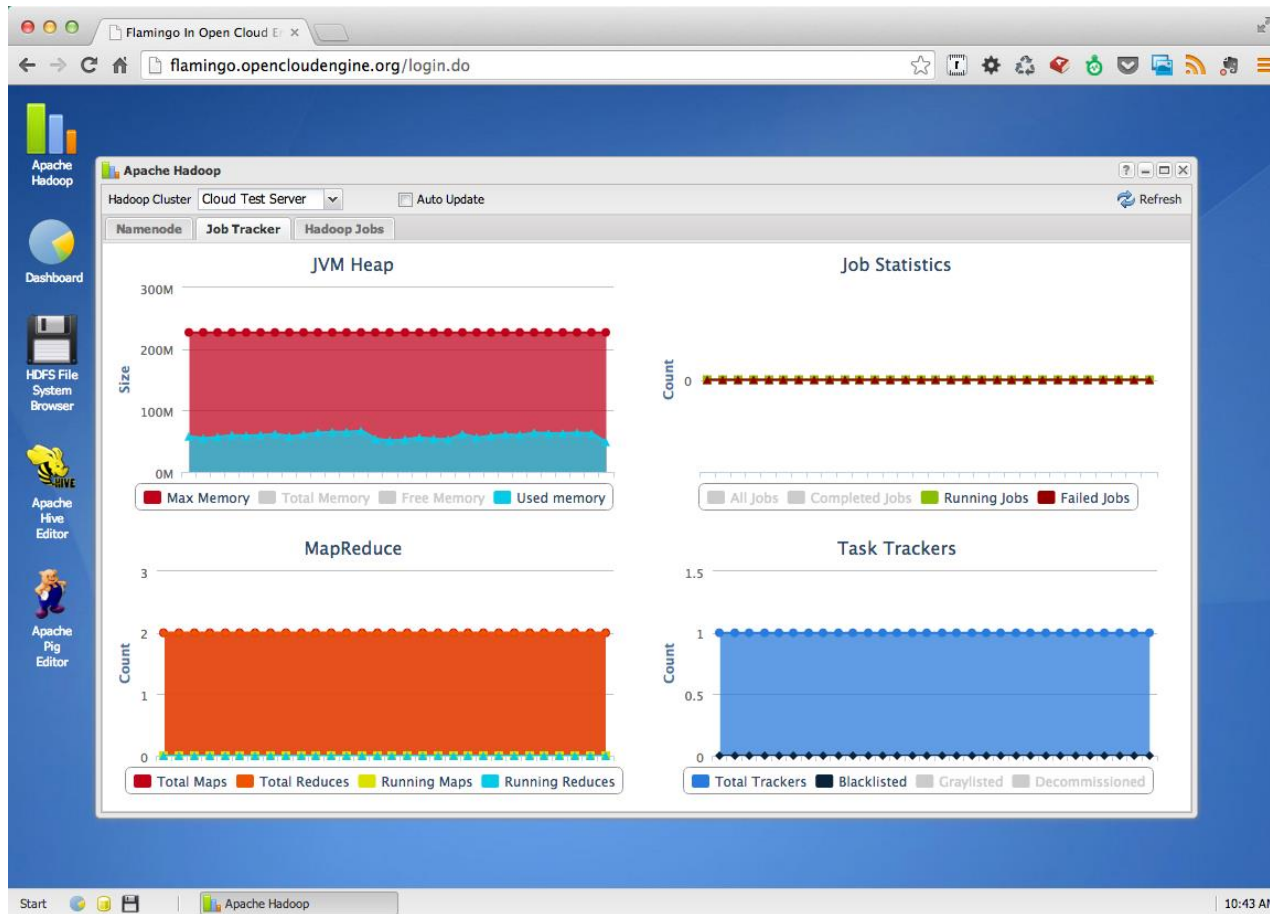 Flamingo In Open Cloud E
flamingo.opencloudengine.org/login.do
Apache
Hadoop
Dashboard
HDFS File
System
Browser
HIVE
Apache
Hive
Editor
Apache
Pig
Editor
Apache Hadoop
Hadoop Cluster Cloud Test Server Auto Update Refresh
Namenode Job Tracker Hadoop Jobs
JVM Heap
300M
200M
100M
0M
Size
Max Memory Total Memory Free Memory Used memory
Job Statistics
Count
0
All Jobs Completed Jobs Running Jobs Failed Jobs
MapReduce
3
2
1
0
Count
Total Maps Total Reduces Running Maps Running Reduces
Task Trackers
1.5
1
0.5
0
Count
Total Trackers Blacklisted Graylisted Decommissioned
Start Apache Hadoop 10:43 AM